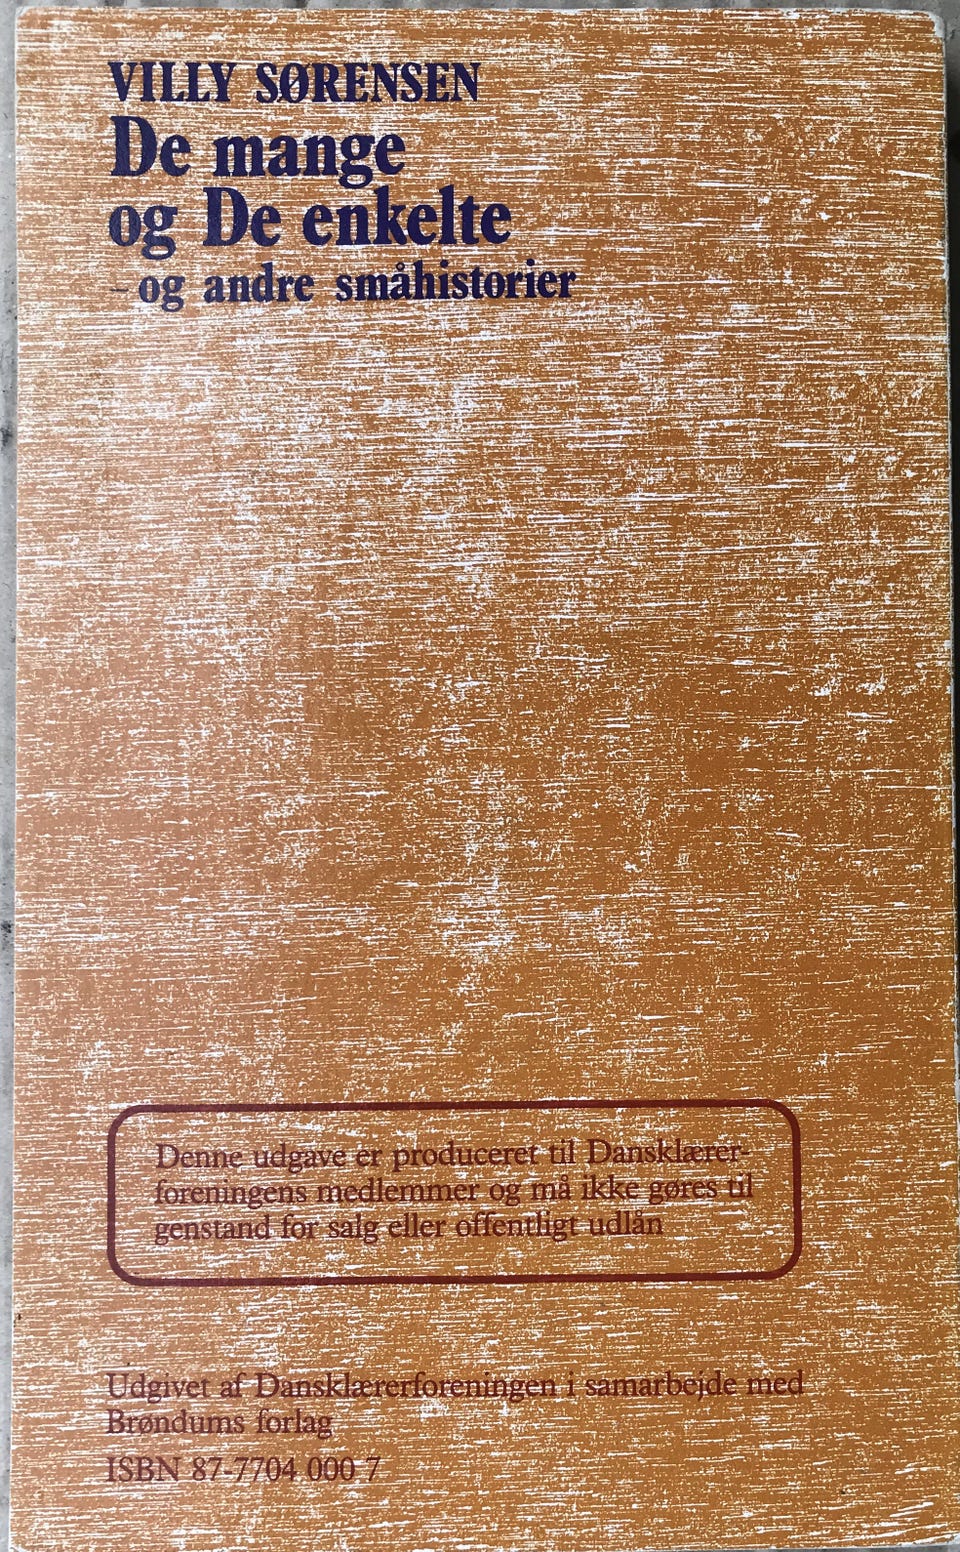 VILLY SØRENSEN
De mange
og De enkelte
– og andre småhistorier
Denne udgave er produceret til Dansklærer-
foreningens medlemmer og må ikke gøres til
genstand for salg eller offentligt udlån
Udgivet af Dansklærerforeningen i samarbejde med
Brøndums forlag
ISBN 87-7704 000 7